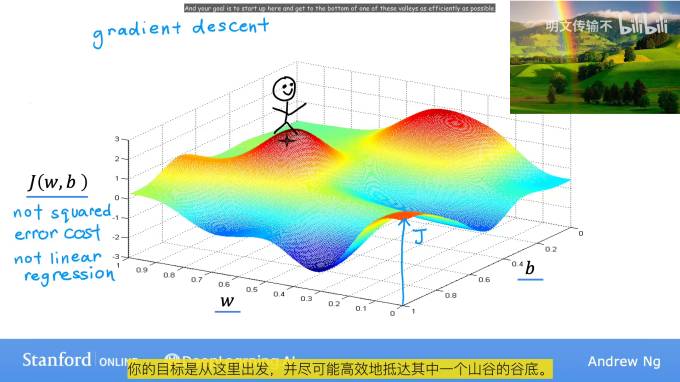 And your goal is to start up here and get to the bottom of one of these valleys as efficiently as possible,
gradient descent
明文传输不
bilibili
3
2
1
0
-1
-2
-3
J(w, b)
not squared
error cost
not linear
regression
J
1
0.9
0.8
0.7
0.6
0.5
0.4
0.3
0.2
0.1
0
w
1
0.8
0.6
0.4
0.2
0
b
Stanford ONLINE
DeepLearning.AI
Andrew Ng
你的目标是从这里出发，并尽可能高效地抵达其中一个山谷的谷底。